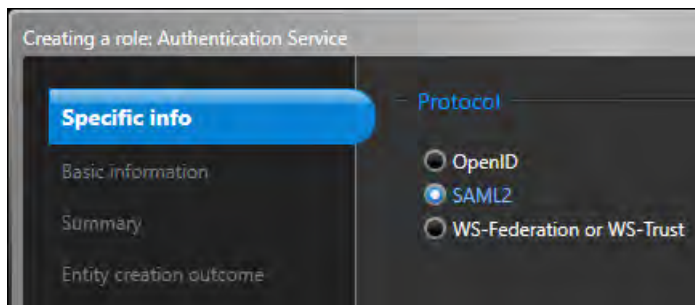 Creating a role: Authentication Service
Specific info
Basic information
Summary
Entity creation outcome
Protocol
OpenID
SAML2
WS-Federation or WS-Trust